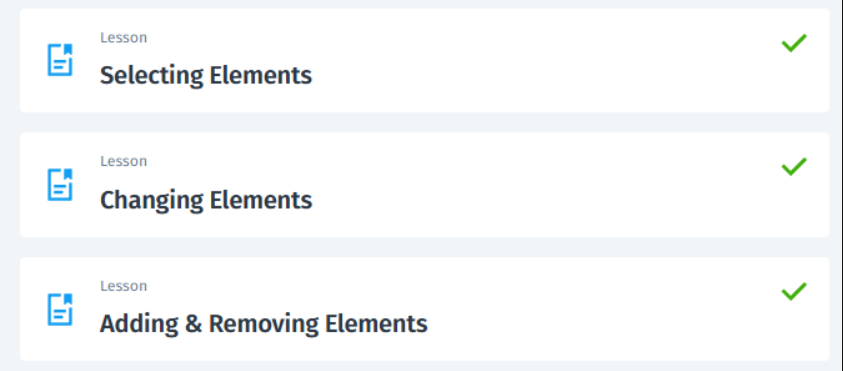 Lesson
Selecting Elements
Lesson
Changing Elements
Lesson
Adding & Removing Elements